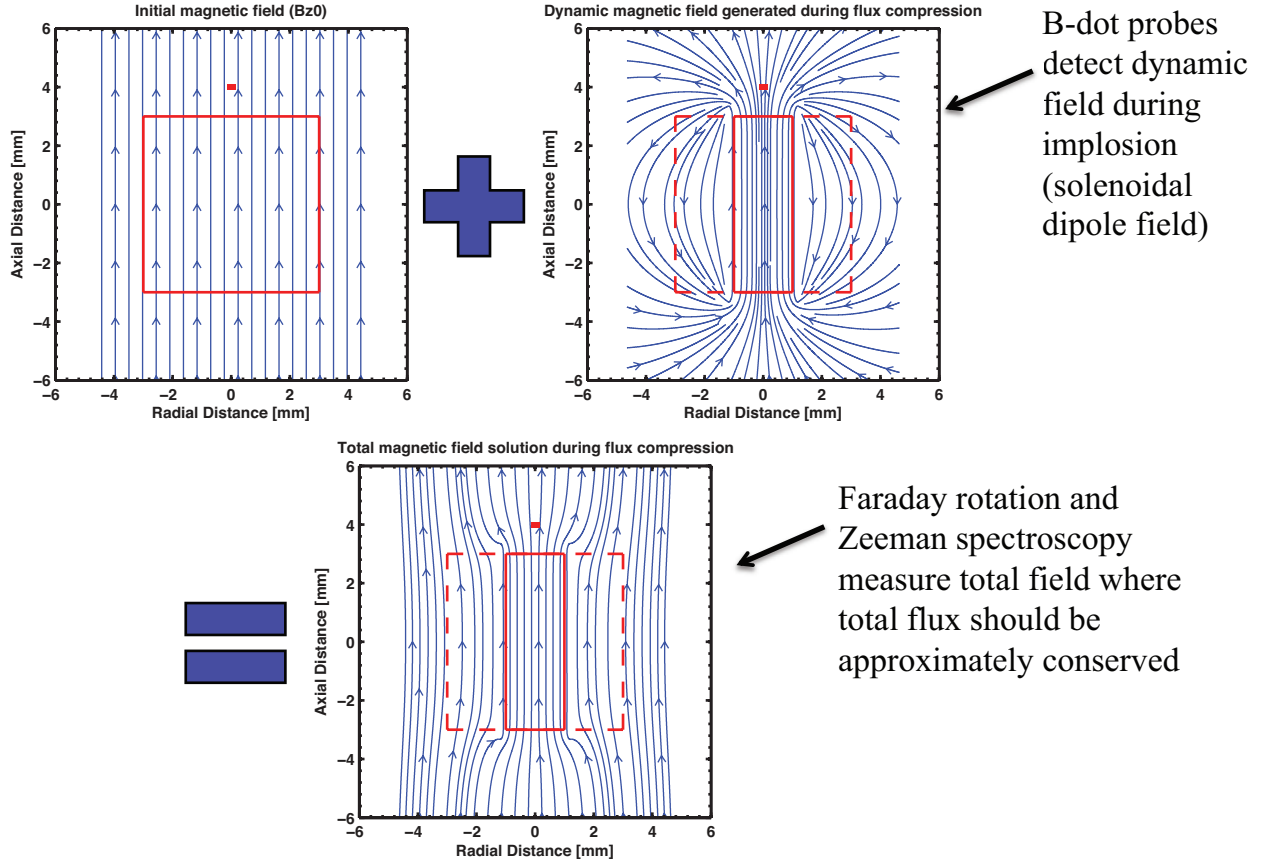 Initial magnetic field (Bz0)
6
4
2
0
−2
−4
−6
−6
−4
−2
0
2
4
6
Axial Distance [mm]
Radial Distance [mm]
Dynamic magnetic field generated during flux compression
6
4
2
0
−2
−4
−6
−6
−4
−2
0
2
4
6
Axial Distance [mm]
Radial Distance [mm]
B-dot probes
detect dynamic
field during
implosion
(solenoidal
dipole field)
Total magnetic field solution during flux compression
6
4
2
0
−2
−4
−6
−6
−4
−2
0
2
4
6
Axial Distance [mm]
Radial Distance [mm]
Faraday rotation and
Zeeman spectroscopy
measure total field where
total flux should be
approximately conserved